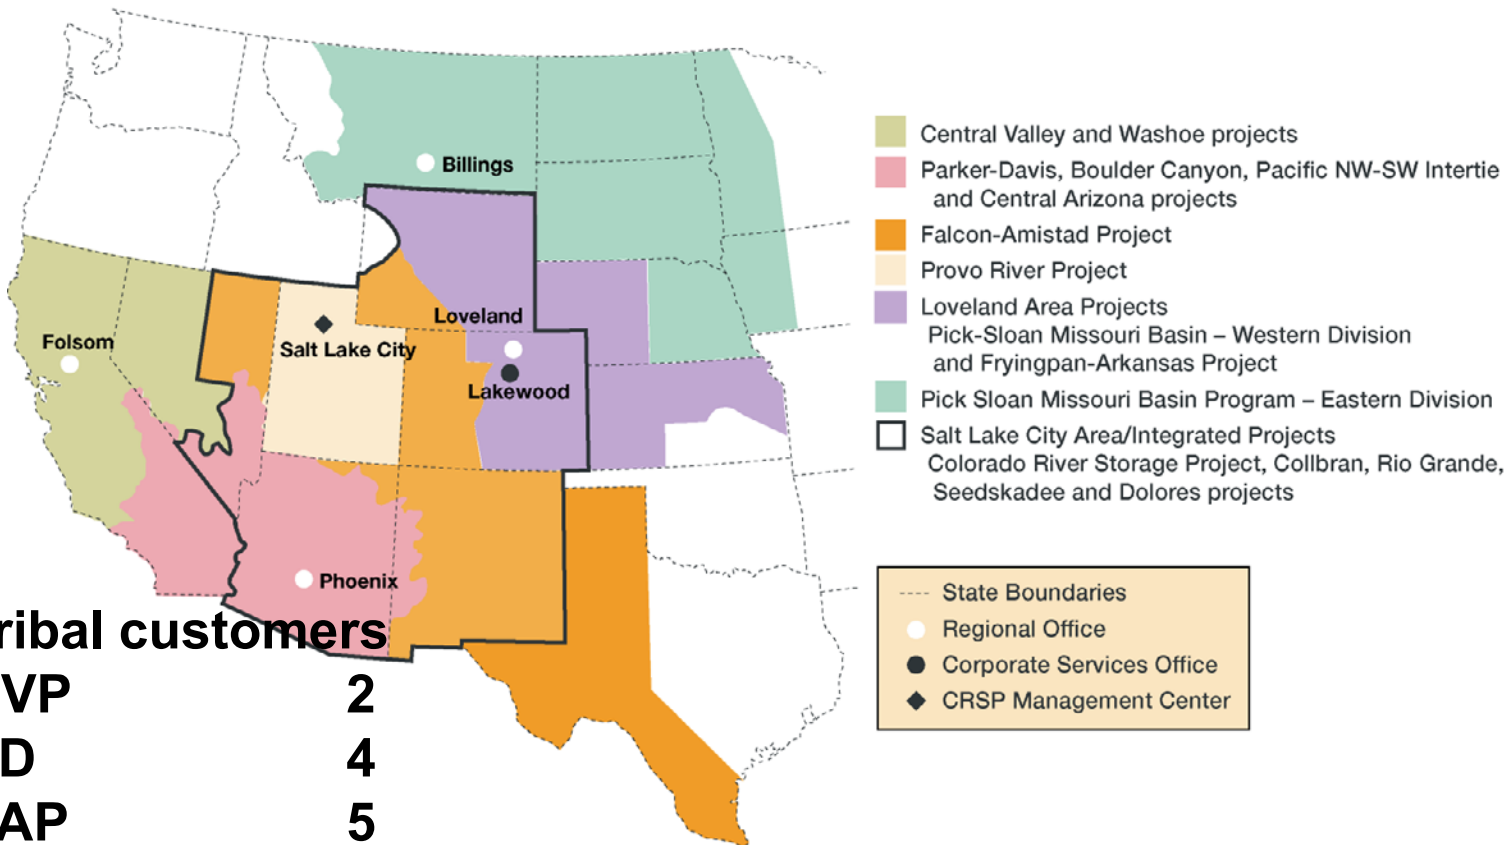 Billings
Loveland
Folsom
Salt Lake City
Lakewood
Phoenix
ribal customers
VP 2
D 4
AP 5
Central Valley and Washoe projects
Parker-Davis, Boulder Canyon, Pacific NW-SW Intertie
and Central Arizona projects
Falcon-Amistad Project
Provo River Project
Loveland Area Projects
Pick-Sloan Missouri Basin – Western Division
and Fryingpan-Arkansas Project
Pick Sloan Missouri Basin Program – Eastern Division
Salt Lake City Area/Integrated Projects
Colorado River Storage Project, Collbran, Rio Grande,
Seedskadee and Dolores projects
State Boundaries
Regional Office
Corporate Services Office
CRSP Management Center